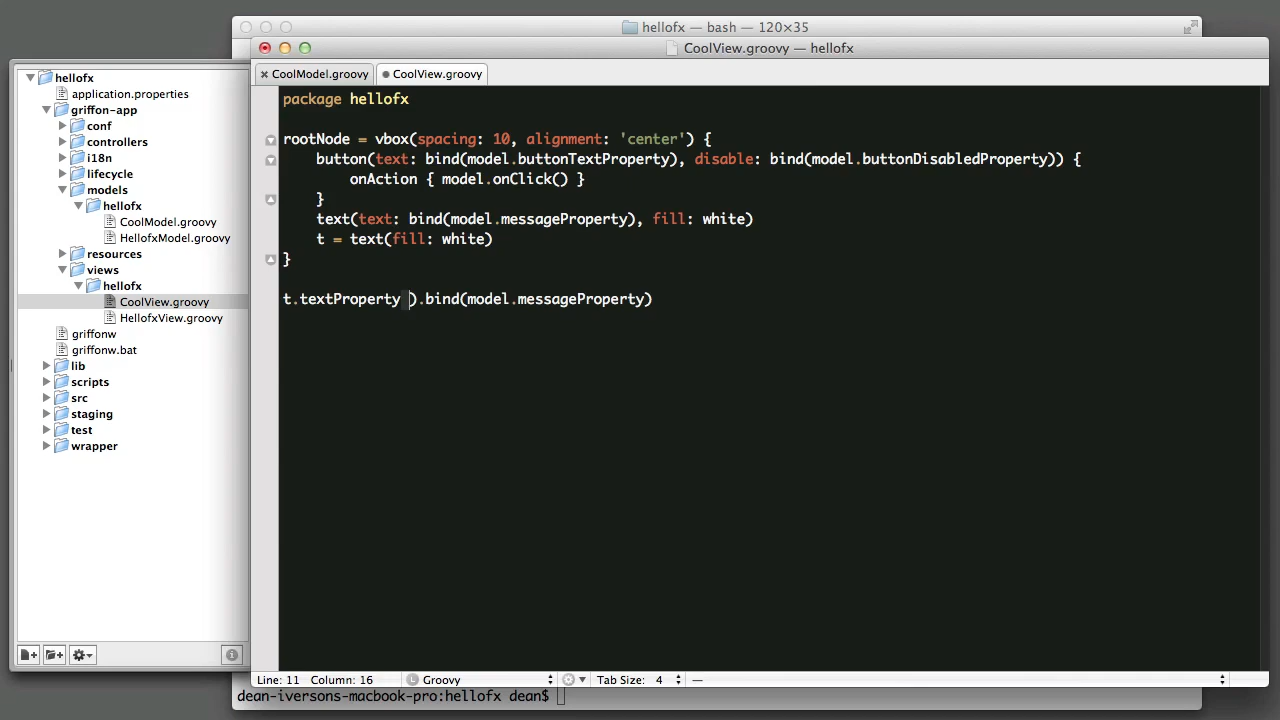 hellofx — bash — 120×35
CoolView.groovy — hellofx
CoolModel.groovy
CoolView.groovy
hellofx
application.properties
griffon-app
conf
controllers
i18n
lifecycle
models
hellofx
CoolModel.groovy
HellofxModel.groovy
resources
views
hellofx
CoolView.groovy
HellofxView.groovy
griffonw
griffonw.bat
lib
scripts
src
staging
test
wrapper
package hellofx
rootNode = vbox(spacing: 10, alignment: 'center') {
button(text: bind(model.buttonTextProperty), disable: bind(model.buttonDisabledProperty)) {
onAction { model.onClick() }
}
text(text: bind(model.messageProperty), fill: white)
t = text(fill: white)
}
t.textProperty ).bind(model.messageProperty)
Line: 11 Column: 16
L Groovy
Tab Size: 4
—
dean-iversons-macbook-pro:hellofx dean$